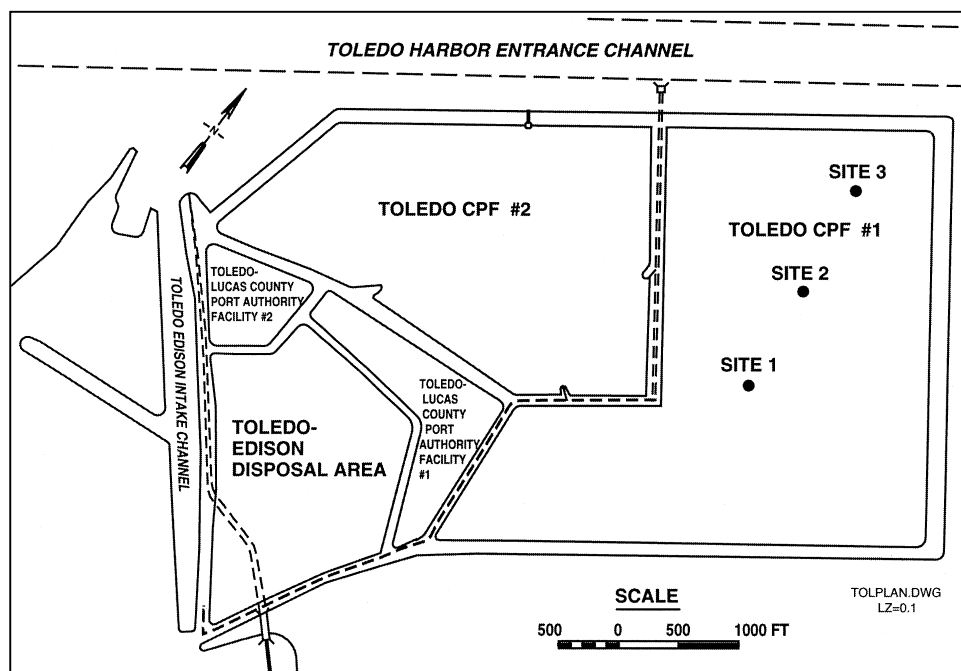 TOLEDO HARBOR ENTRANCE CHANNEL
N
SITE 3
TOLEDO CPF #2
TOLEDO CPF #1
TOLEDO-
LUCAS COUNTY
PORT AUTHORITY
FACILITY #2
SITE 2
TOLEDO EDISON INTAKE CHANNEL
SITE 1
TOLEDO-
LUCAS
COUNTY
PORT
AUTHORITY
FACILITY
#1
TOLEDO-
EDISON
DISPOSAL AREA
SCALE
500 0 500 1000 FT
TOLPLAN.DWG
LZ=0.1